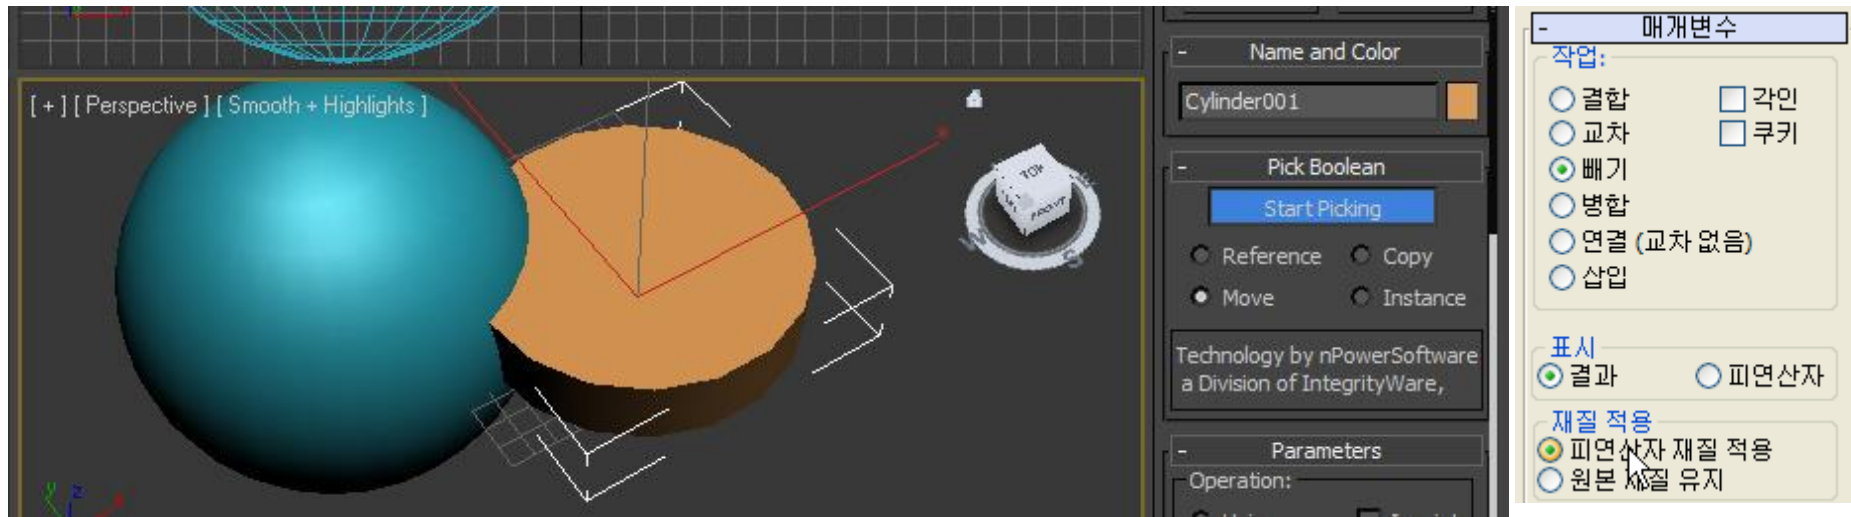 [ + ] [ Perspective ] [ Smooth + Highlights ]
TOP
FRONT
W
S
y
z
x
- Name and Color
Cylinder001
- Pick Boolean
Start Picking
Reference Copy
Move Instance
Technology by nPowerSoftware
a Division of IntegrityWare,
- Parameters
Operation:
- 매개변수
작업:
결합 각인
교차 쿠키
빼기
병합
연결 (교차 없음)
삽입
표시
결과 피연산자
재질 적용
피연산자 재질 적용
원본 재질 유지